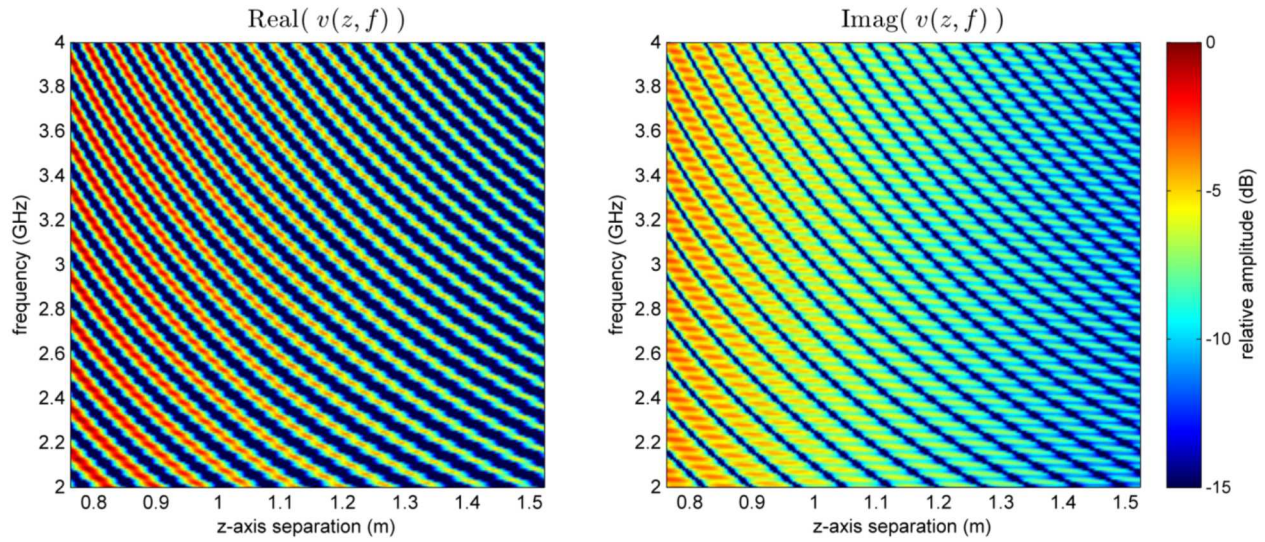 Real( v(z, f) )
4
3.8
3.6
3.4
3.2
3
2.8
2.6
2.4
2.2
2
frequency (GHz)
0.8 0.9 1 1.1 1.2 1.3 1.4 1.5
z-axis separation (m)
Imag( v(z, f) )
4
3.8
3.6
3.4
3.2
3
2.8
2.6
2.4
2.2
2
frequency (GHz)
0.8 0.9 1 1.1 1.2 1.3 1.4 1.5
z-axis separation (m)
0
-5
-10
-15
relative amplitude (dB)